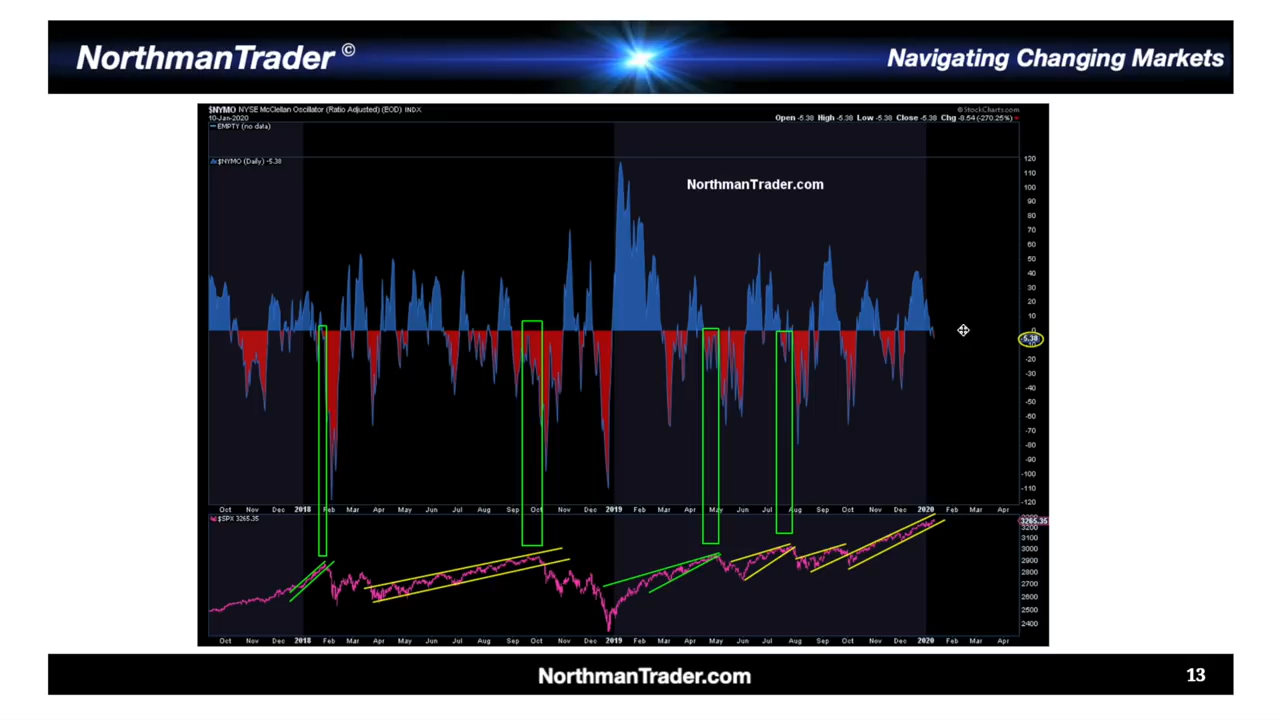 NorthmanTrader ©
Navigating Changing Markets
$NYMO NYSE McClellan Oscillator (Ratio Adjusted) (EOD) INDX
© StockCharts.com
10-Jan-2020
Open -5.38 High -5.38 Low -5.38 Close -5.38 Chg -8.54 (-270.25%)
EMPTY (no data)
$NYMO (Daily) -5.38
NorthmanTrader.com
120
110
100
90
80
70
60
50
40
30
20
10
0
-5.38
-20
-30
-40
-50
-60
-70
-80
-90
-100
-110
-120
Oct Nov Dec 2018 Feb Mar Apr May Jun Jul Aug Sep Oct Nov Dec 2019 Feb Mar Apr May Jun Jul Aug Sep Oct Nov Dec 2020 Feb Mar Apr
$SPX 3265.35
3265.35
3200
3100
3000
2900
2800
2700
2600
2500
2400
Oct Nov Dec 2018 Feb Mar Apr May Jun Jul Aug Sep Oct Nov Dec 2019 Feb Mar Apr May Jun Jul Aug Sep Oct Nov Dec 2020 Feb Mar Apr
NorthmanTrader.com
13